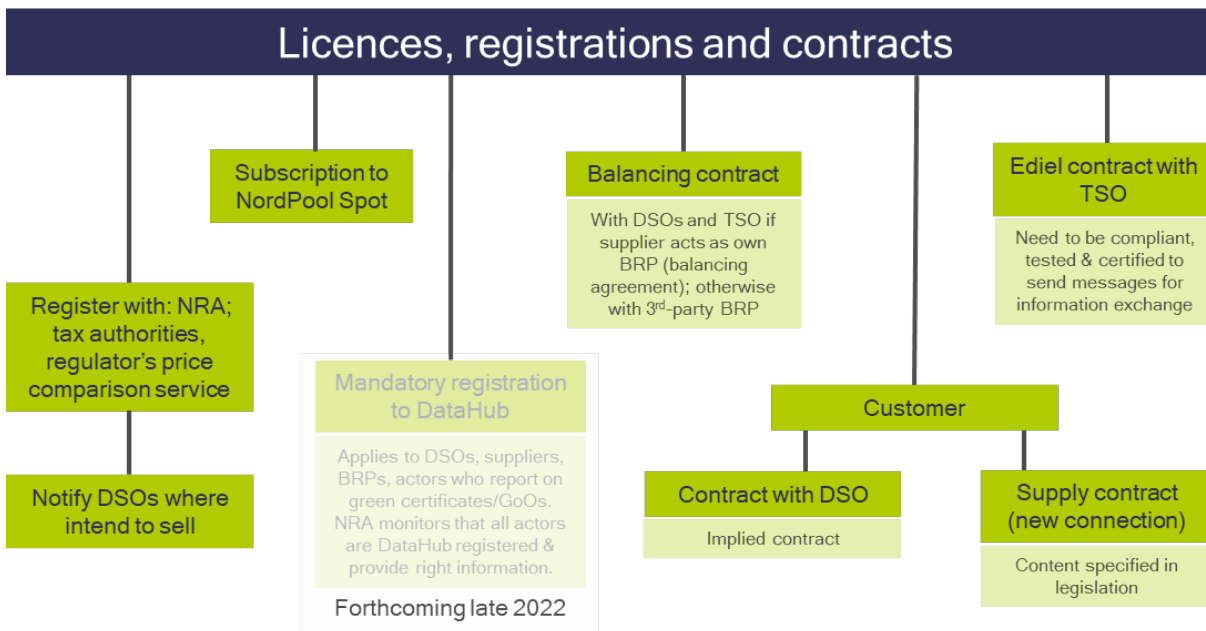 Licences, registrations and contracts
Subscription to
NordPool Spot
Register with: NRA;
tax authorities,
regulator's price
comparison service
Notify DSOs where
intend to sell
Mandatory registration
to DataHub
Applies to DSOs, suppliers,
BRPs, actors who report on
green certificates/GoOs.
NRA monitors that all actors
are DataHub registered &
provide right information.
Forthcoming late 2022
Balancing contract
With DSOs and TSO if
supplier acts as own
BRP (balancing
agreement); otherwise
with 3rd-party BRP
Ediel contract with
TSO
Need to be compliant,
tested & certified to
send messages for
information exchange
Customer
Contract with DSO
Implied contract
Supply contract
(new connection)
Content specified in
legislation